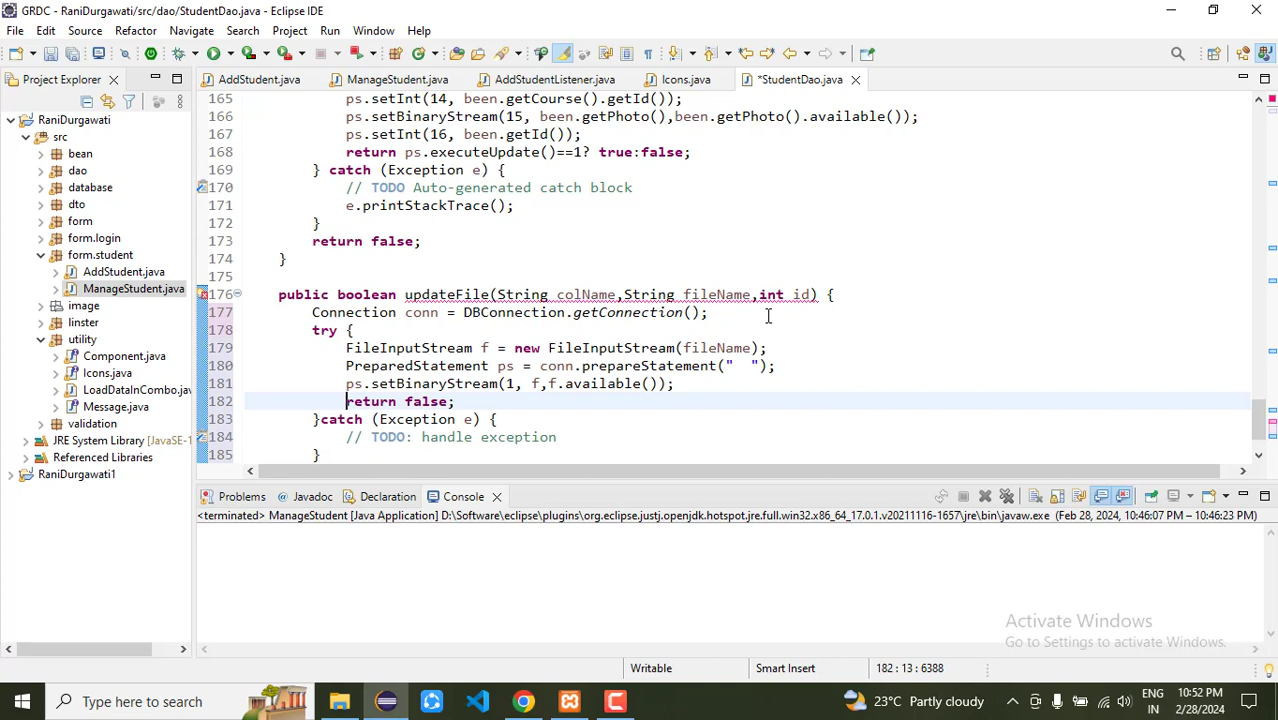 GRDC - RaniDurgawati/src/dao/StudentDao.java - Eclipse IDE
File Edit Source Refactor Navigate Search Project Run Window Help
Project Explorer
AddStudent.java ManageStudent.java AddStudentListener.java Icons.java *StudentDao.java
RaniDurgawati
src
bean
dao
database
dto
form
form.login
form.student
AddStudent.java
ManageStudent.java
image
linster
utility
Component.java
Icons.java
LoadDataInCombo.jav
Message.java
validation
JRE System Library [JavaSE-1
Referenced Libraries
RaniDurgawati1
165 ps.setInt(14, been.getCourse().getId());
166 ps.setBinaryStream(15, been.getPhoto(),been.getPhoto().available());
167 ps.setInt(16, been.getId());
168 return ps.executeUpdate()==1? true:false;
169 } catch (Exception e) {
170 // TODO Auto-generated catch block
171 e.printStackTrace();
172 }
173 return false;
174 }
175
176 public boolean updateFile(String colName,String fileName,int id) {
177 Connection conn = DBConnection.getConnection();
178 try {
179 FileInputStream f = new FileInputStream(fileName);
180 PreparedStatement ps = conn.prepareStatement("  ");
181 ps.setBinaryStream(1, f,f.available());
182 return false;
183 }catch (Exception e) {
184 // TODO: handle exception
185 }
Problems Javadoc Declaration Console
<terminated> ManageStudent [Java Application] D:\Software\eclipse\plugins\org.eclipse.justj.openjdk.hotspot.jre.full.win32.x86_64_17.0.1.v20211116-1657\jre\bin\javaw.exe (Feb 28, 2024, 10:46:07 PM – 10:46:23 PM)
Activate Windows
Go to Settings to activate Windows.
Writable Smart Insert 182 : 13 : 6388
Type here to search
23°C Partly cloudy
ENG
IN
10:52 PM
2/28/2024